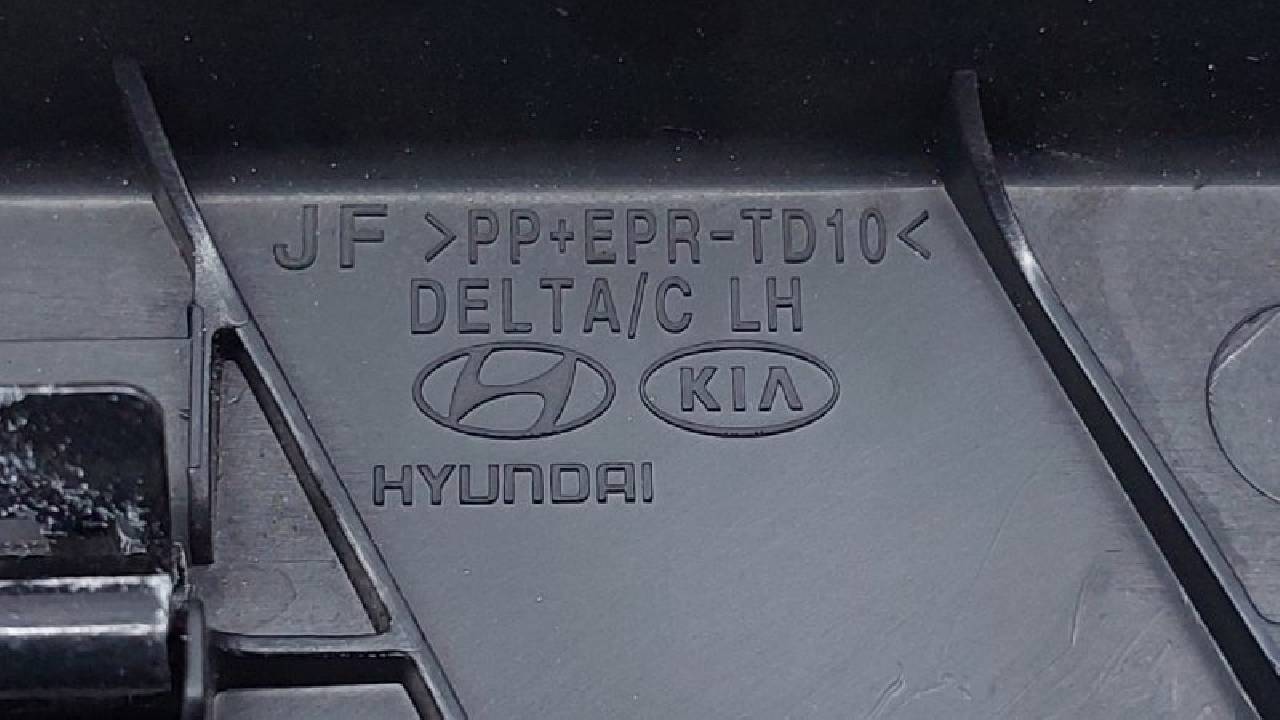 JF >PP+EPR-TD10<
DELTA/C LH
KIA
HYUNDAI